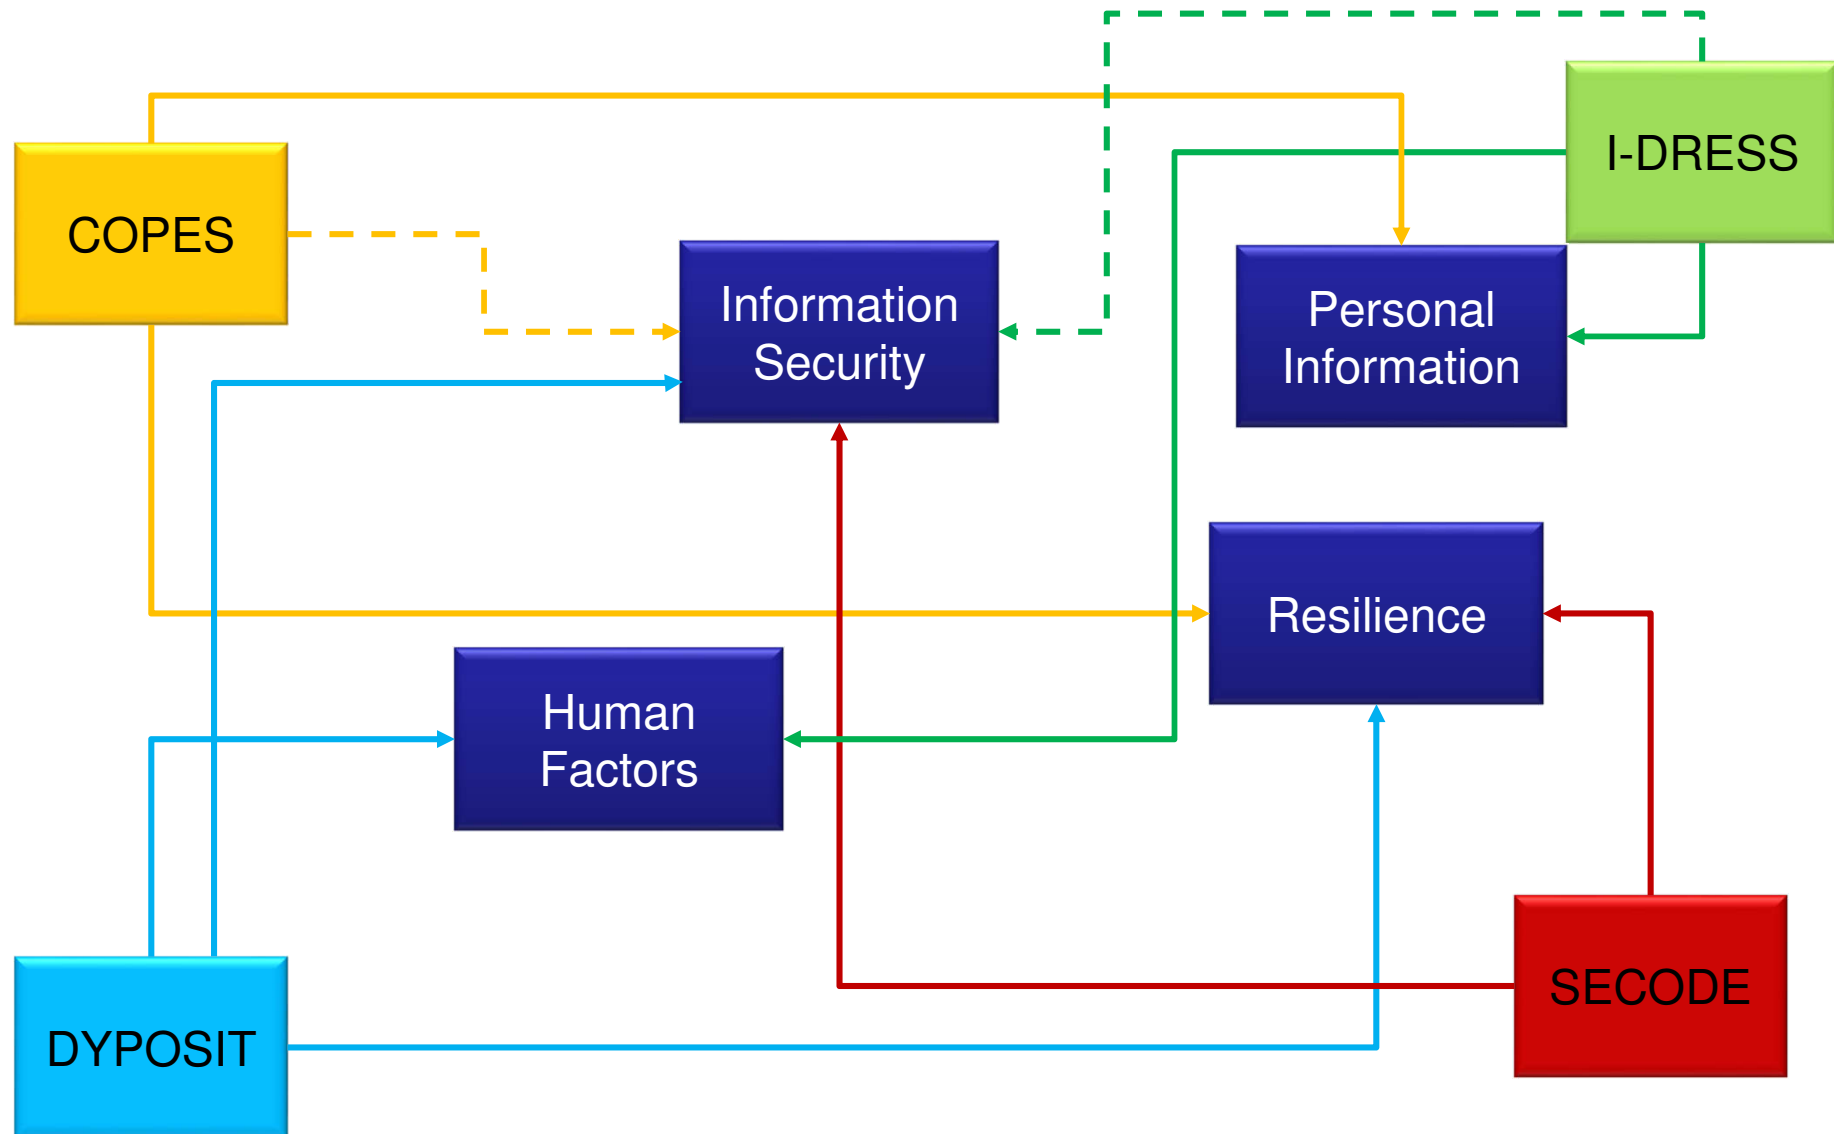 I-DRESS
COPES
Information
Security
Personal
Information
Resilience
Human
Factors
SECODE
DYPOSIT